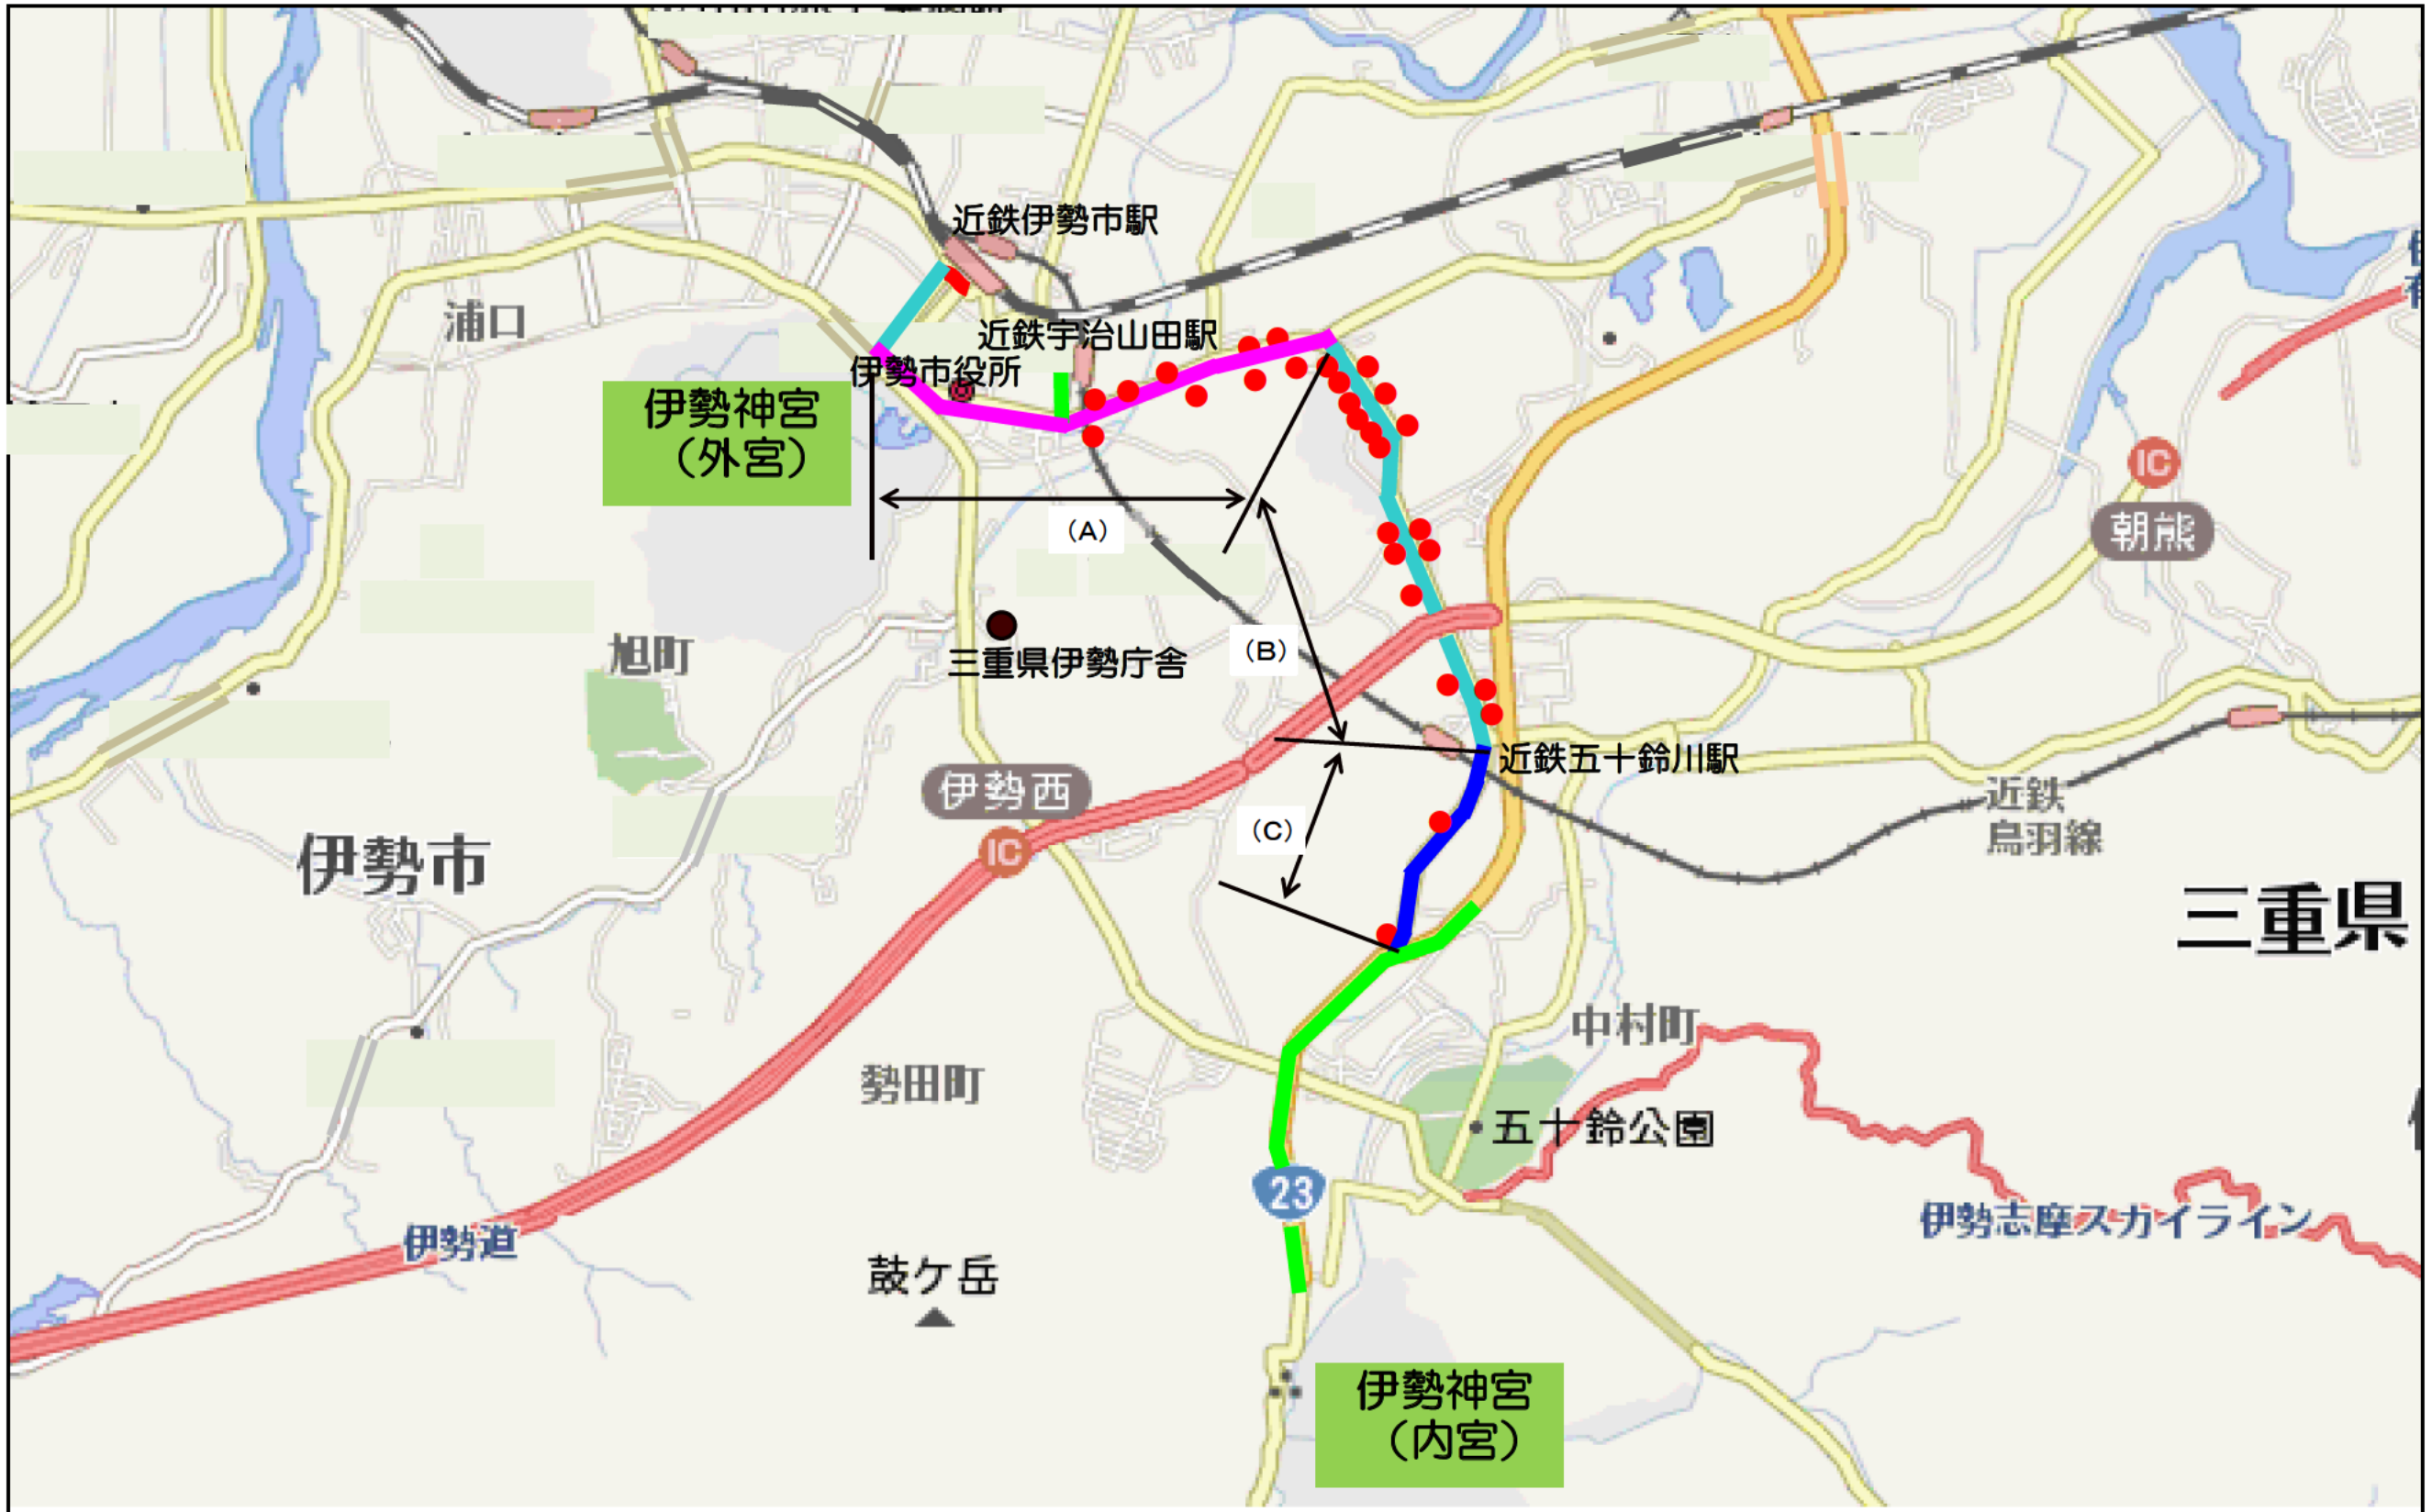 近鉄伊勢市駅
浦口
近鉄宇治山田駅
伊勢市役所
伊勢神宮
（外宮）
IC
朝熊
（A）
旭町
三重県伊勢庁舎
（B）
近鉄五十鈴川駅
伊勢西
IC
近鉄
鳥羽線
（C）
伊勢市
三重県
中村町
勢田町
五十鈴公園
23
伊勢道
伊勢志摩スカイライン
鼓ケ岳
伊勢神宮
（内宮）